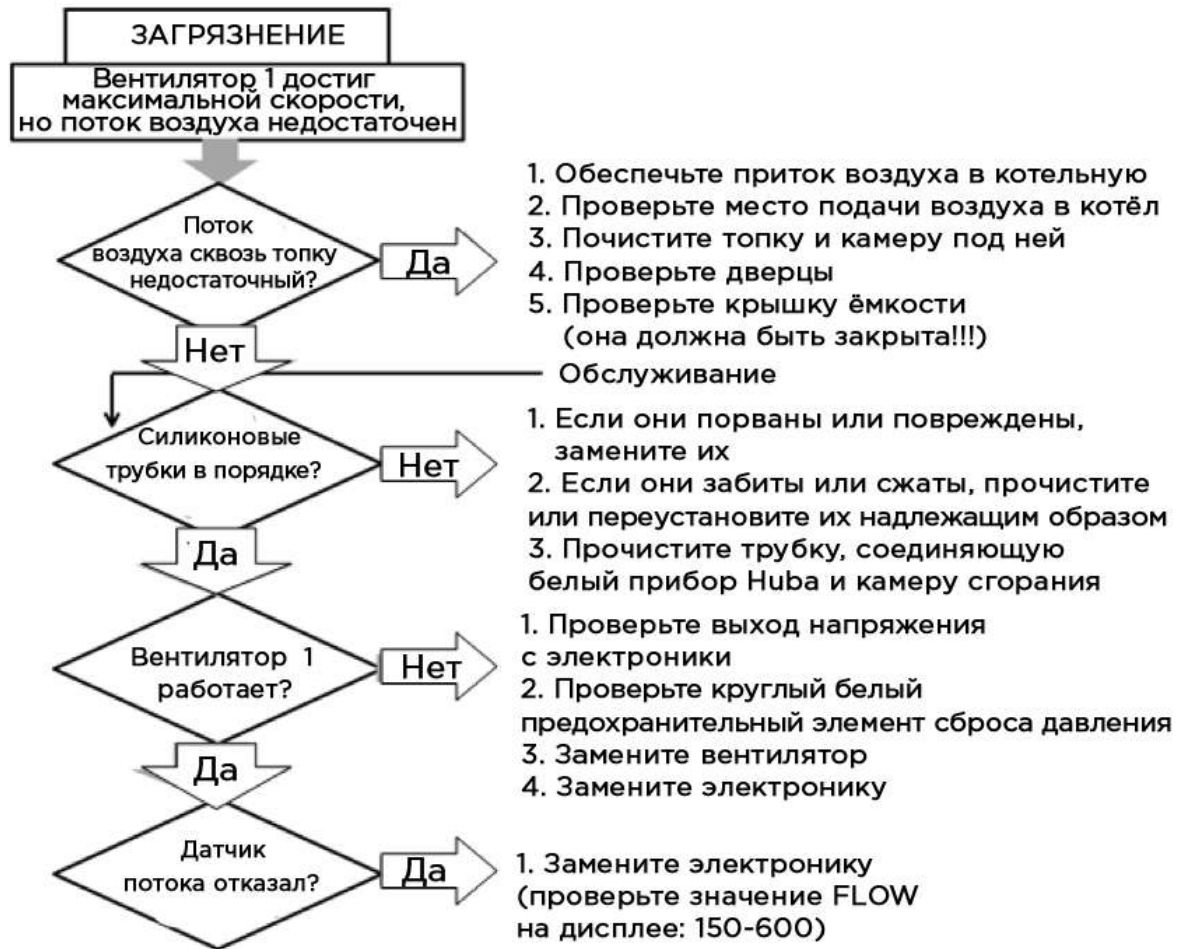 ЗАГРЯЗНЕНИЕ
Вентилятор 1 достиг
максимальной скорости,
но поток воздуха недостаточен
Поток
воздуха сквозь топку
недостаточный?
Да
1. Обеспечьте приток воздуха в котельную
2. Проверьте место подачи воздуха в котёл
3. Почистите топку и камеру под ней
4. Проверьте дверцы
5. Проверьте крышку ёмкости
(она должна быть закрыта!!!)
Нет
Обслуживание
Силиконовые
трубки в порядке?
Нет
1. Если они порваны или повреждены,
замените их
2. Если они забиты или сжаты, прочистите
или переустановите их надлежащим образом
3. Прочистите трубку, соединяющую
белый прибор Huba и камеру сгорания
Да
Вентилятор 1
работает?
Нет
1. Проверьте выход напряжения
с электроники
2. Проверьте круглый белый
предохранительный элемент сброса давления
3. Замените вентилятор
4. Замените электронику
Да
Датчик
потока отказал?
Да
1. Замените электронику
(проверьте значение FLOW
на дисплее: 150-600)